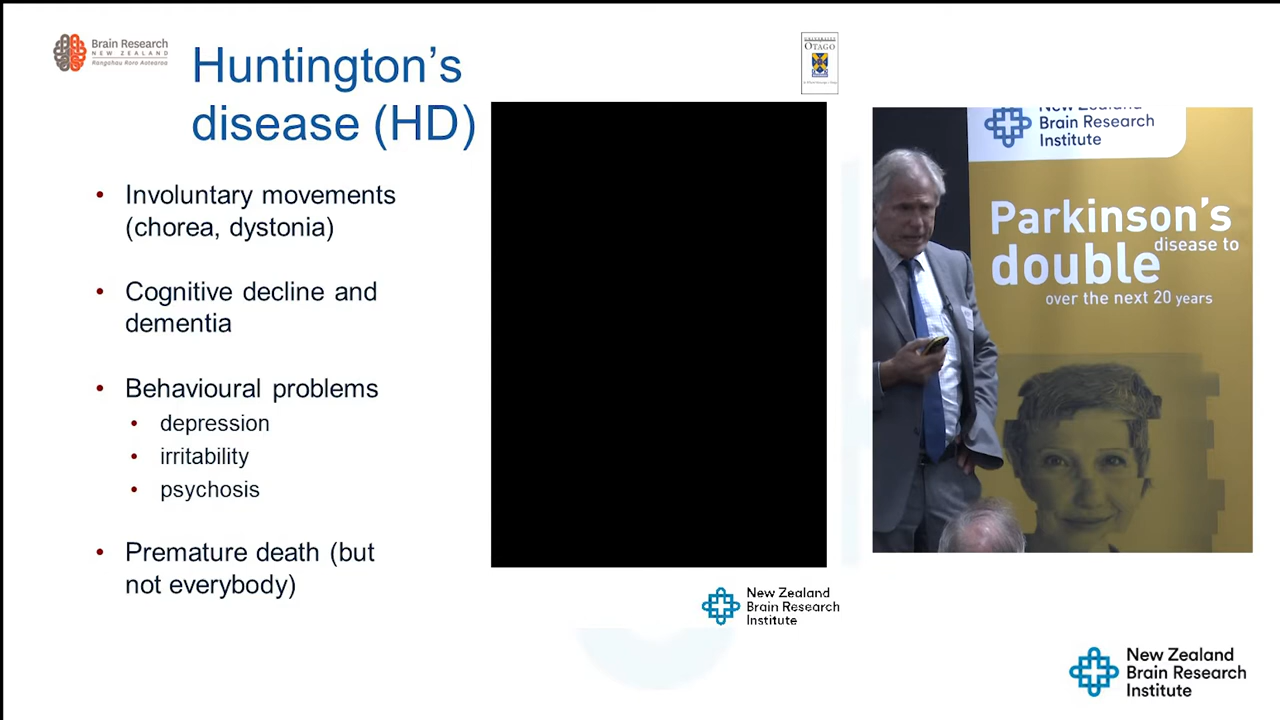 Brain Research
NEW ZEALAND
Rangahau Roro Aotearoa
Huntington's
disease (HD)
UNIVERSITY
OTAGO
• Involuntary movements
(chorea, dystonia)
• Cognitive decline and
dementia
• Behavioural problems
• depression
• irritability
• psychosis
• Premature death (but
not everybody)
New Zealand
Brain Research
Institute
New Zealand
Brain Research
Institute
Parkinson's
disease to
double
over the next 20 years
New Zealand
Brain Research
Institute